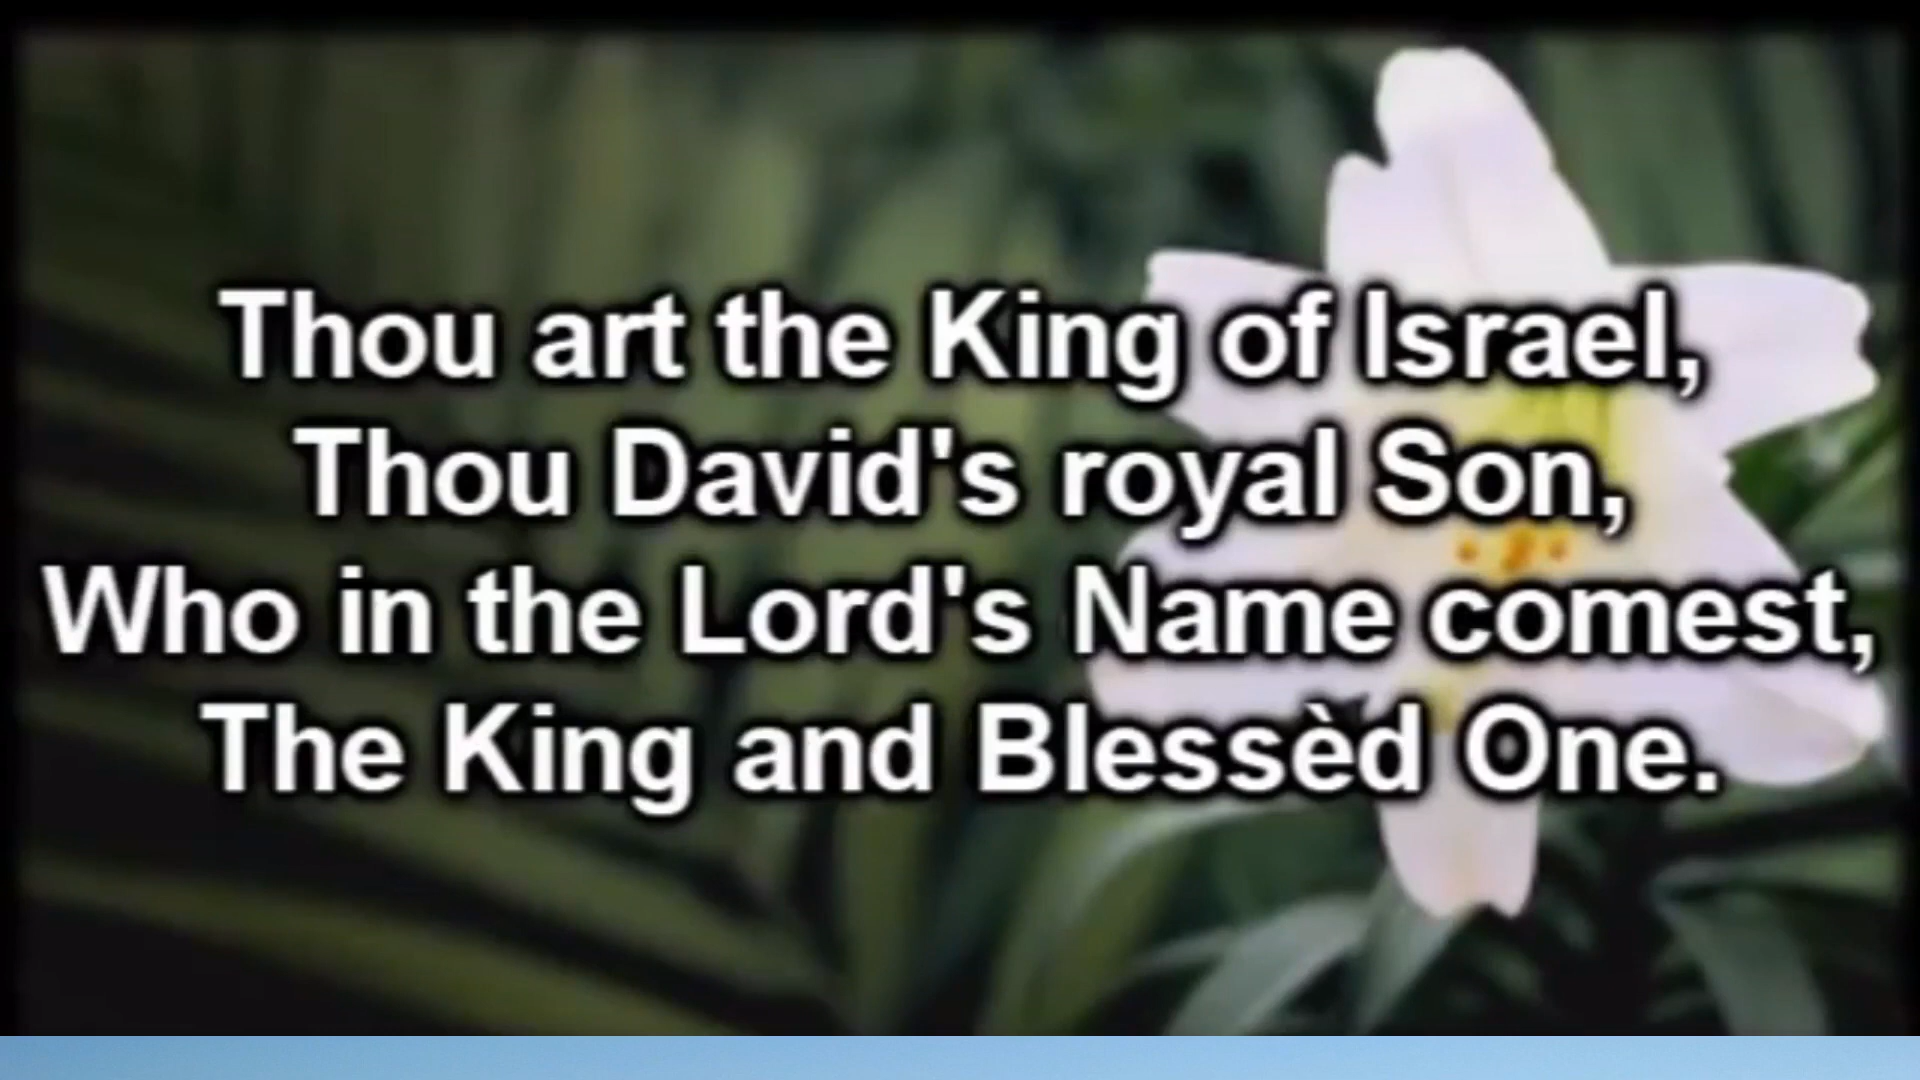 Thou art the King of Israel,
Thou David's royal Son,
Who in the Lord's Name comest,
The King and Blessèd One.